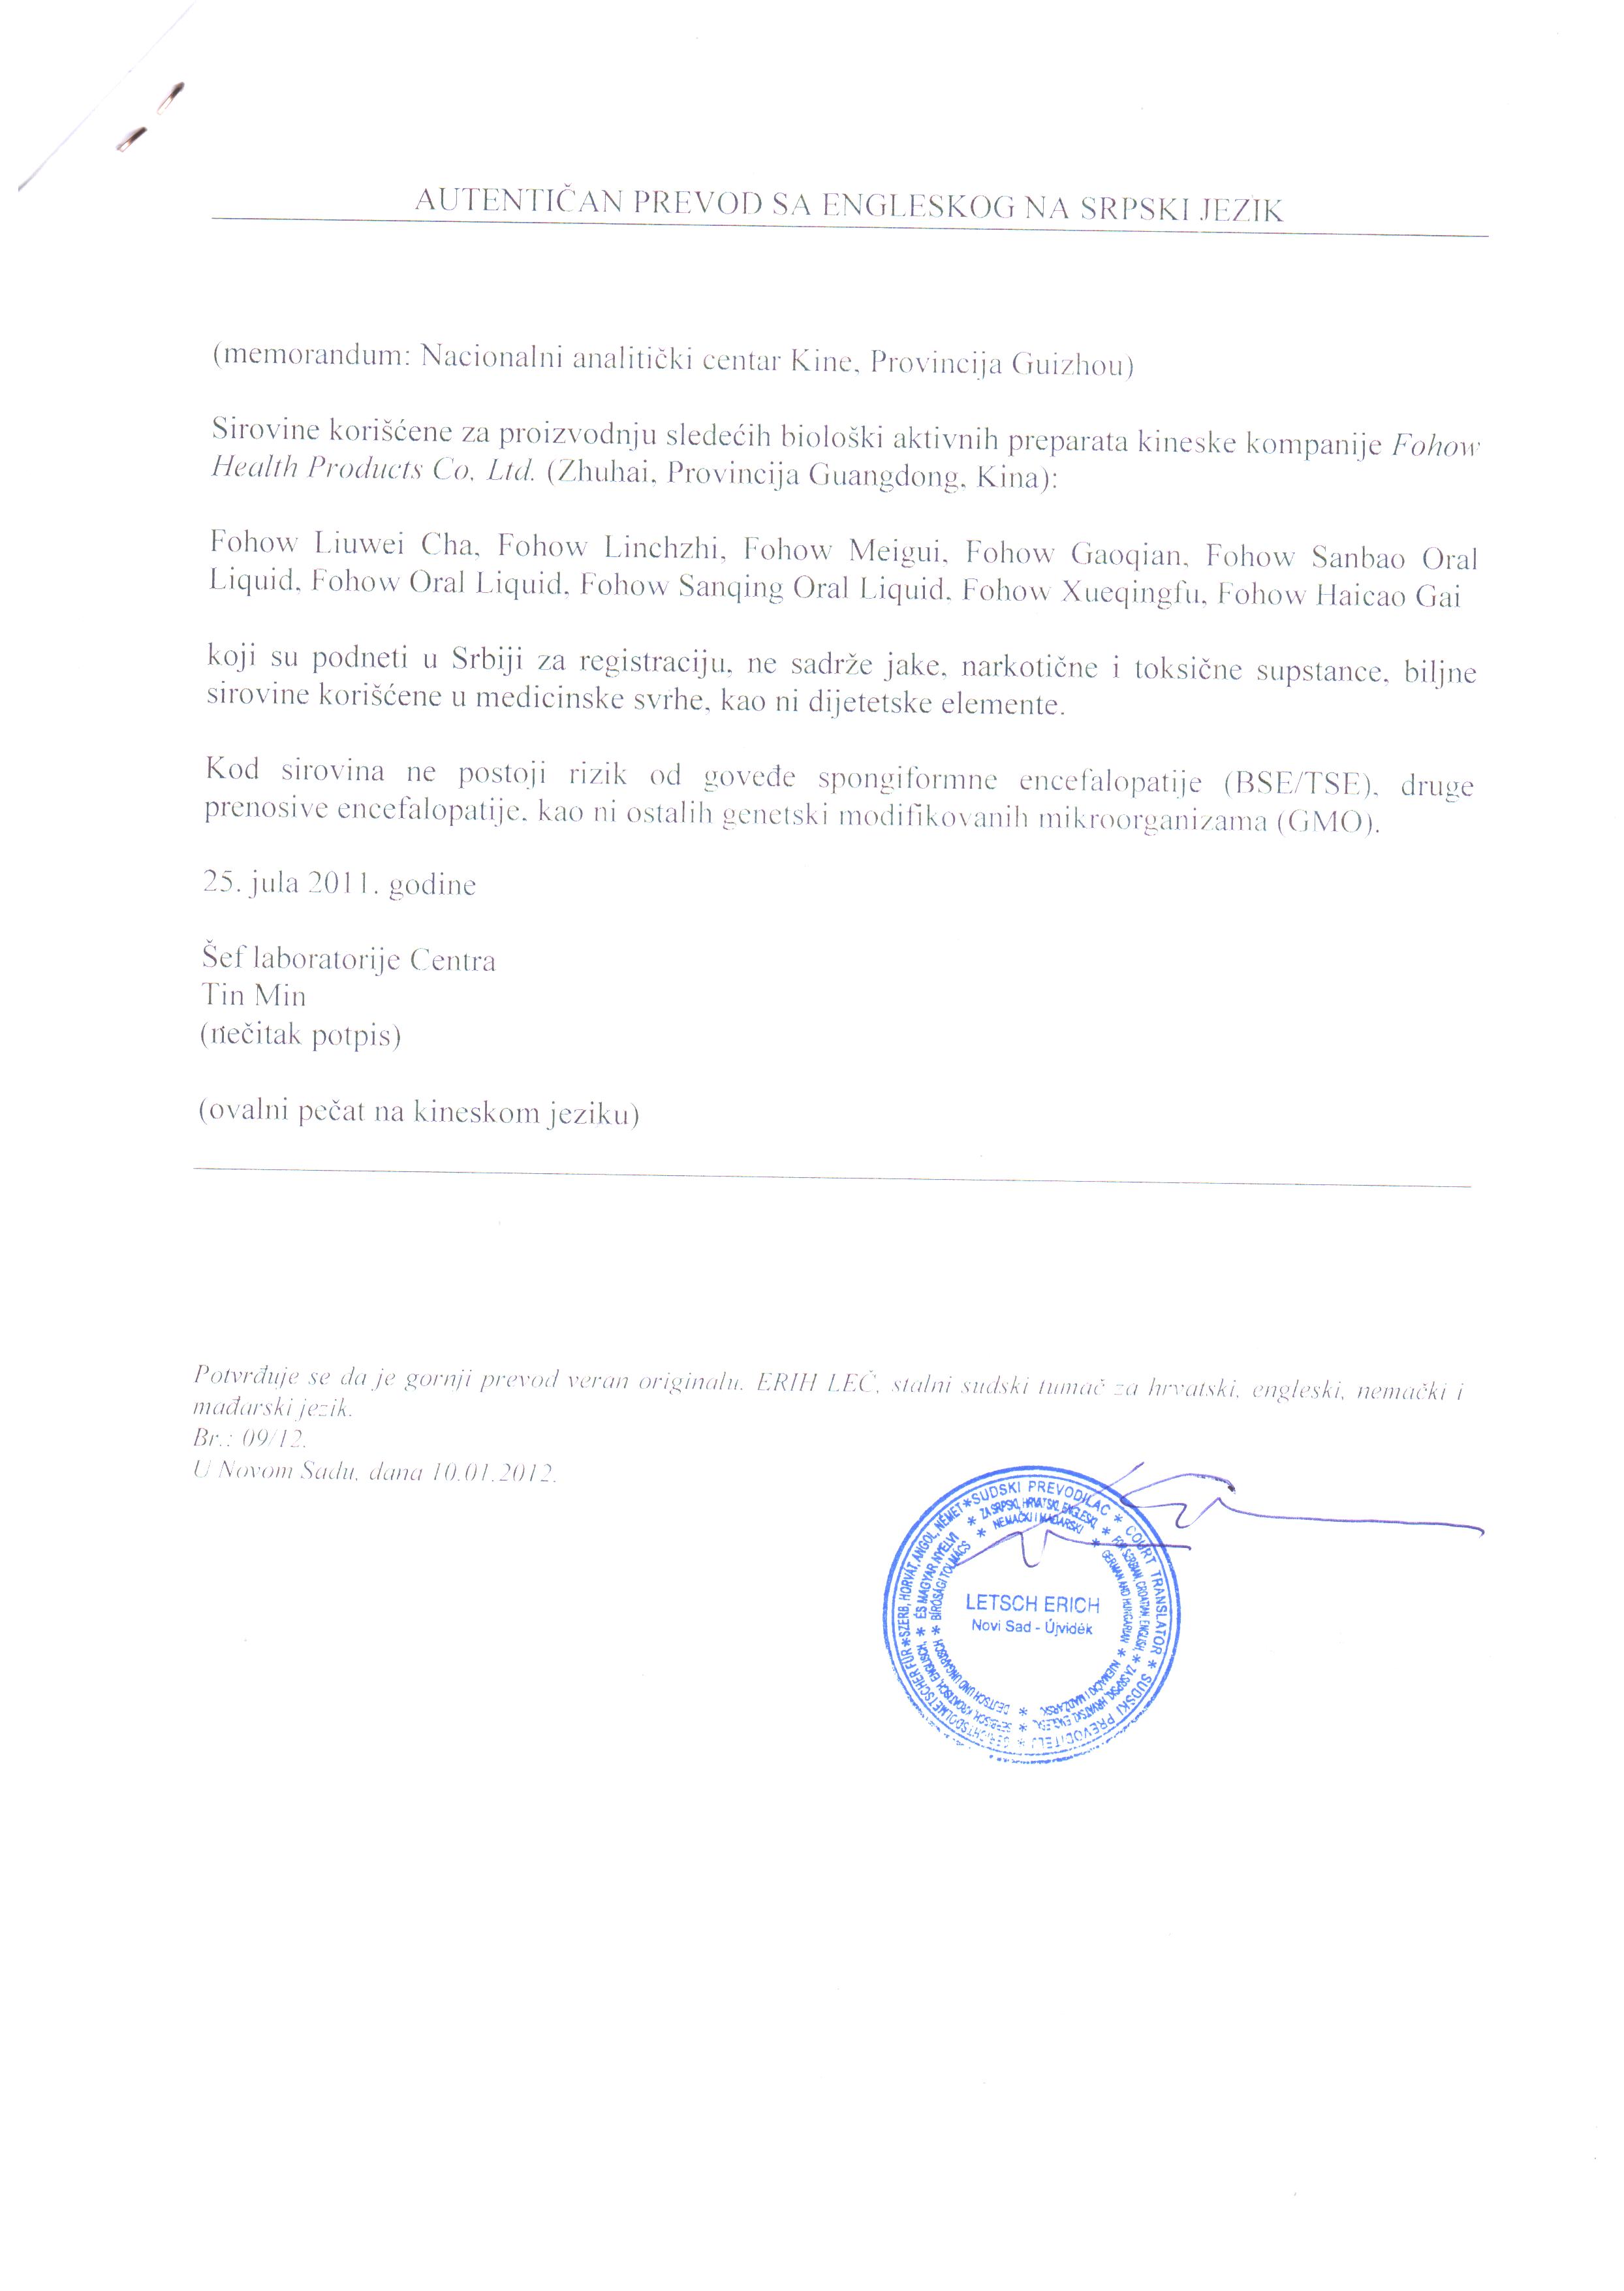 AUTENTIČAN PREVOD SA ENGLESKOG NA SRPSKI JEZIK
(memorandum: Nacionalni analitički centar Kine, Provincija Guizhou)
Sirovine korišćene za proizvodnju sledećih biološki aktivnih preparata kineske kompanije Fohow
Health Products Co. Ltd. (Zhuhai, Provincija Guangdong, Kina):
Fohow Liuwei Cha, Fohow Linchzhi, Fohow Meigui, Fohow Gaoqian, Fohow Sanbao Oral
Liquid, Fohow Oral Liquid, Fohow Sanqing Oral Liquid, Fohow Xueqingfu, Fohow Haicao Gai
koji su podneti u Srbiji za registraciju, ne sadrže jake, narkotične i toksične supstance, biljne
sirovine korišćene u medicinske svrhe, kao ni dijetetske elemente.
Kod sirovina ne postoji rizik od goveđe spongiformne encefalopatije (BSE/TSE), druge
prenosive encefalopatije, kao ni ostalih genetski modifikovanih mikroorganizama (GMO).
25. jula 2011. godine
Šef laboratorije Centra
Tin Min
(nečitak potpis)
(ovalni pečat na kineskom jeziku)
Potvrđuje se da je gornji prevod veran originalu. ERIH LEČ, stalni sudski tumač za hrvatski, engleski, nemački i
mađarski jezik.
Br.: 09/12.
U Novom Sadu, dana 10.01.2012.
SUDSKI PREVODILAC * COURT TRANSLATOR * SUDSKI PREVODITELJ * GERICHTSDOLMETSCHER FÜR * SZERB, HORVÁT, ANGOL, NÉMET *
ZA SRPSKI, HRVATSKI, ENGLESKI * FOR SERBIAN, CROATIAN, ENGLISH, * ZA SRPSKI, HRVATSKI, ENGLESKI, * SERBISCH, KROATISCH, ENGLISCH, * ÉS MAGYAR NYELVI *
NEMAČKI I MAĐARSKI * GERMAN AND HUNGARIAN * NJEMAČKI I MADŽARSKI * DEUTSCH UND UNGARISCH * BÍRÓSÁGI TOLMÁCS *
LETSCH ERICH
Novi Sad - Újvidék